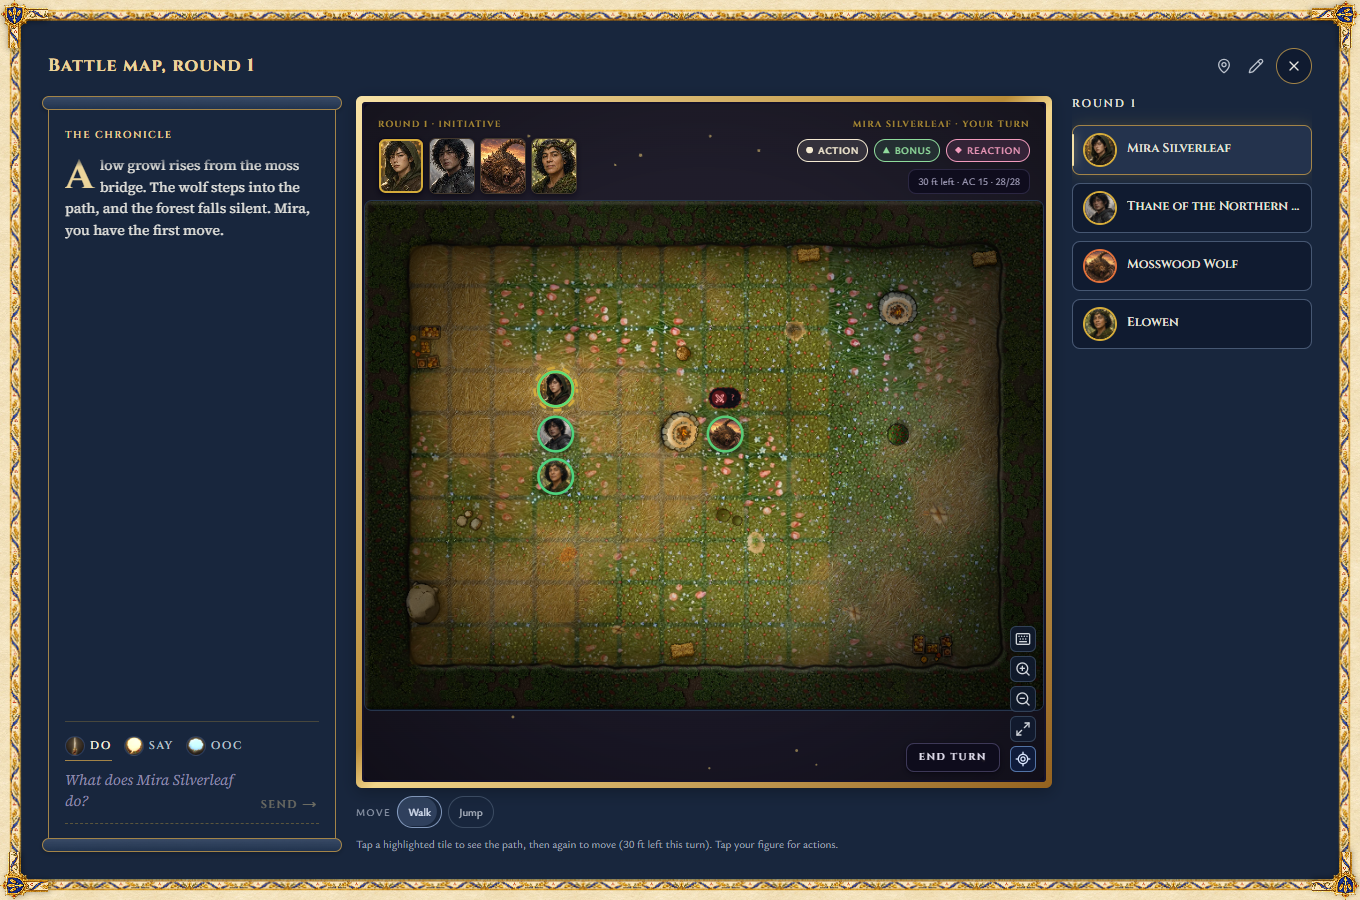 Battle map, round 1
THE CHRONICLE
A low growl rises from the moss
bridge. The wolf steps into the
path, and the forest falls silent. Mira,
you have the first move.
DO SAY OOC
What does Mira Silverleaf
do?
SEND →
ROUND 1 · INITIATIVE
MIRA SILVERLEAF · YOUR TURN
ACTION BONUS REACTION
30 ft left · AC 15 · 28/28
?
END TURN
MOVE Walk Jump
Tap a highlighted tile to see the path, then again to move (30 ft left this turn). Tap your figure for actions.
ROUND 1
Mira Silverleaf
Thane of the Northern ...
Mosswood Wolf
Elowen